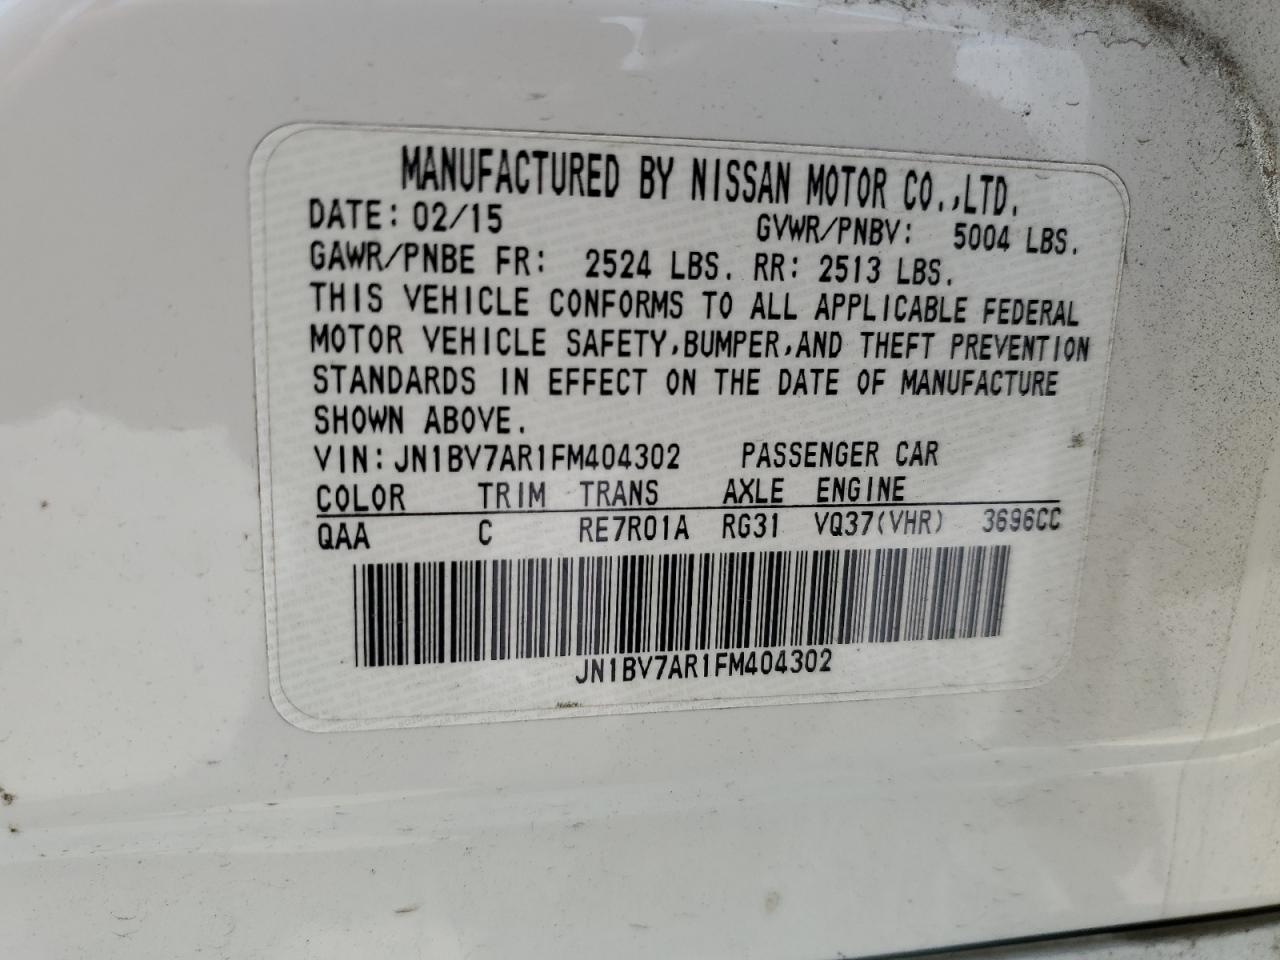 MANUFACTURED BY NISSAN MOTOR CO.,LTD.
DATE: 02/15 GVWR/PNBV: 5004 LBS.
GAWR/PNBE FR: 2524 LBS. RR: 2513 LBS.
THIS VEHICLE CONFORMS TO ALL APPLICABLE FEDERAL
MOTOR VEHICLE SAFETY,BUMPER,AND THEFT PREVENTION
STANDARDS IN EFFECT ON THE DATE OF MANUFACTURE
SHOWN ABOVE.
VIN: JN1BV7AR1FM404302 PASSENGER CAR
COLOR TRIM TRANS AXLE ENGINE
QAA C RE7R01A RG31 VQ37(VHR) 3696CC
JN1BV7AR1FM404302